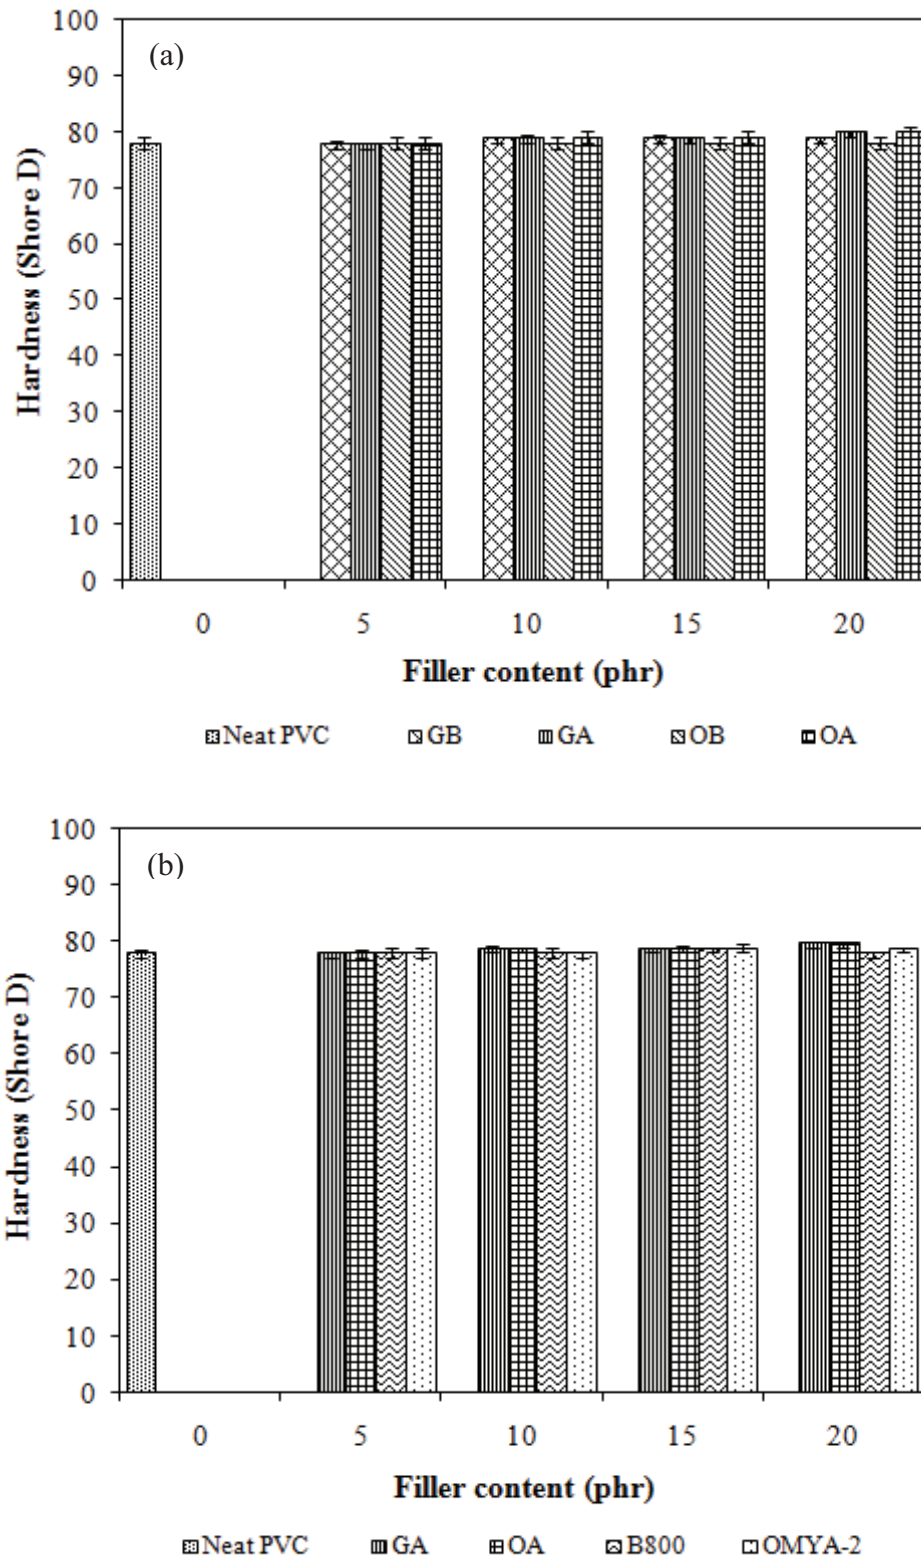 100
(a)
90
80
70
60
50
40
30
20
10
0
Hardness (Shore D)
0 5 10 15 20
Filler content (phr)
Neat PVC GB GA OB OA
100
(b)
90
80
70
60
50
40
30
20
10
0
Hardness (Shore D)
0 5 10 15 20
Filler content (phr)
Neat PVC GA OA B800 OMYA-2